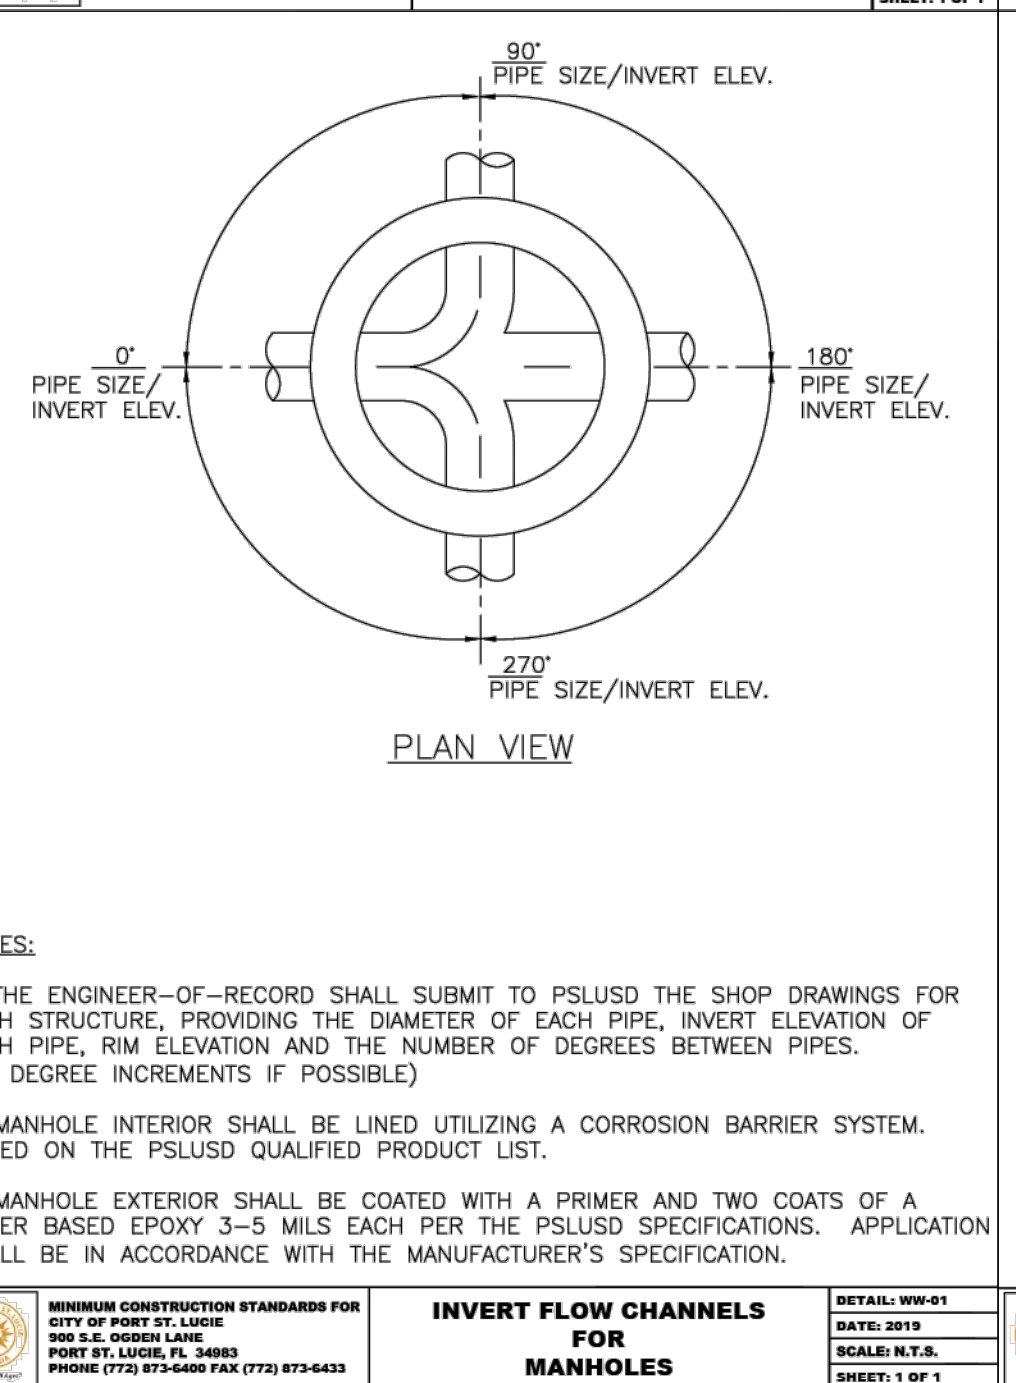 SHEET: 1 OF 1
90°
PIPE SIZE/INVERT ELEV.
0°
PIPE SIZE/
INVERT ELEV.
180°
PIPE SIZE/
INVERT ELEV.
270°
PIPE SIZE/INVERT ELEV.
PLAN VIEW
ES:
THE ENGINEER-OF-RECORD SHALL SUBMIT TO PSLUSD THE SHOP DRAWINGS FOR
H STRUCTURE, PROVIDING THE DIAMETER OF EACH PIPE, INVERT ELEVATION OF
H PIPE, RIM ELEVATION AND THE NUMBER OF DEGREES BETWEEN PIPES.
DEGREE INCREMENTS IF POSSIBLE)
MANHOLE INTERIOR SHALL BE LINED UTILIZING A CORROSION BARRIER SYSTEM.
ED ON THE PSLUSD QUALIFIED PRODUCT LIST.
MANHOLE EXTERIOR SHALL BE COATED WITH A PRIMER AND TWO COATS OF A
ER BASED EPOXY 3-5 MILS EACH PER THE PSLUSD SPECIFICATIONS. APPLICATION
LL BE IN ACCORDANCE WITH THE MANUFACTURER'S SPECIFICATION.
MINIMUM CONSTRUCTION STANDARDS FOR
CITY OF PORT ST. LUCIE
900 S.E. OGDEN LANE
PORT ST. LUCIE, FL 34983
PHONE (772) 873-6400 FAX (772) 873-6433
INVERT FLOW CHANNELS
FOR
MANHOLES
DETAIL: WW-01
DATE: 2019
SCALE: N.T.S.
SHEET: 1 OF 1